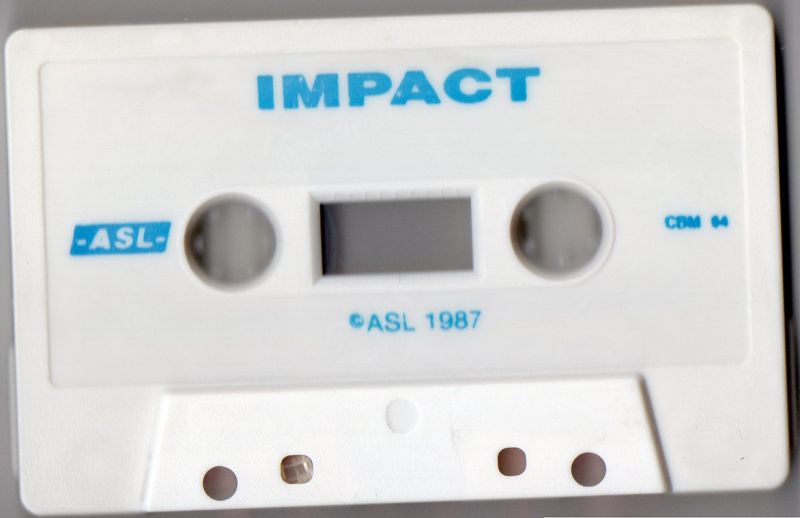 IMPACT
-ASL-
CBM 64
©ASL 1987